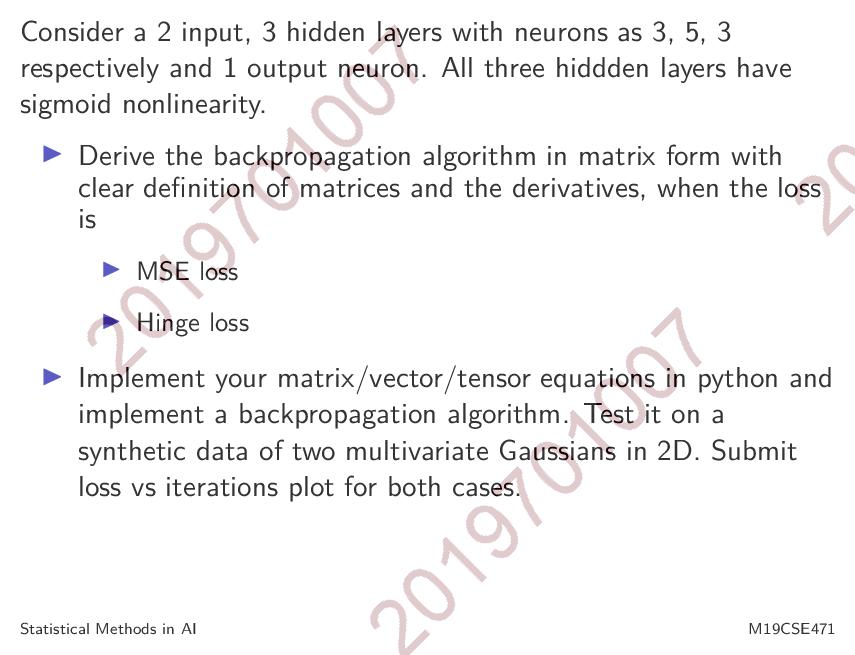 Consider a 2 input, 3 hidden layers with neurons as 3, 5, 3
respectively and 1 output neuron. All three hiddden layers have
sigmoid nonlinearity.
Derive the backpropagation algorithm in matrix form with
clear definition of matrices and the derivatives, when the loss
is
MSE loss
Hinge loss
Implement your matrix/vector/tensor equations in python and
implement a backpropagation algorithm. Test it on a
synthetic data of two multivariate Gaussians in 2D. Submit
loss vs iterations plot for both cases.
Statistical Methods in AI
M19CSE471
2019701007
2019701007
20